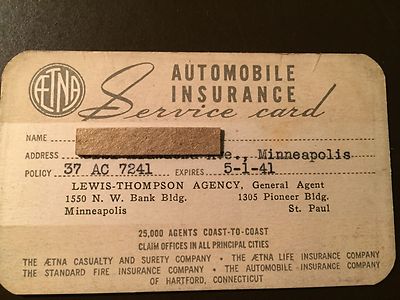 ÆTNA
AUTOMOBILE
INSURANCE
Service card
NAME
ADDRESS Ave., Minneapolis
POLICY 37 AC 7241 EXPIRES 5-1-41
LEWIS-THOMPSON AGENCY, General Agent
1550 N. W. Bank Bldg. 1305 Pioneer Bldg.
Minneapolis St. Paul
25,000 AGENTS COAST-TO-COAST
CLAIM OFFICES IN ALL PRINCIPAL CITIES
THE ÆTNA CASUALTY AND SURETY COMPANY • THE ÆTNA LIFE INSURANCE COMPANY
THE STANDARD FIRE INSURANCE COMPANY • THE AUTOMOBILE INSURANCE COMPANY
OF HARTFORD, CONNECTICUT